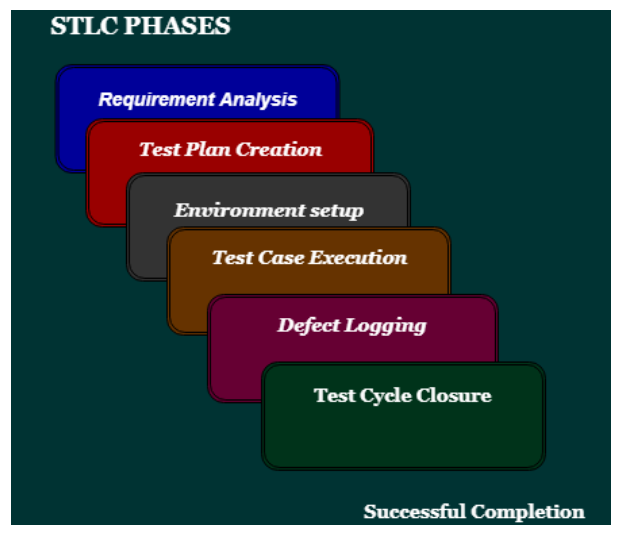 STLC PHASES
Requirement Analysis
Test Plan Creation
Environment setup
Test Case Execution
Defect Logging
Test Cycle Closure
Successful Completion